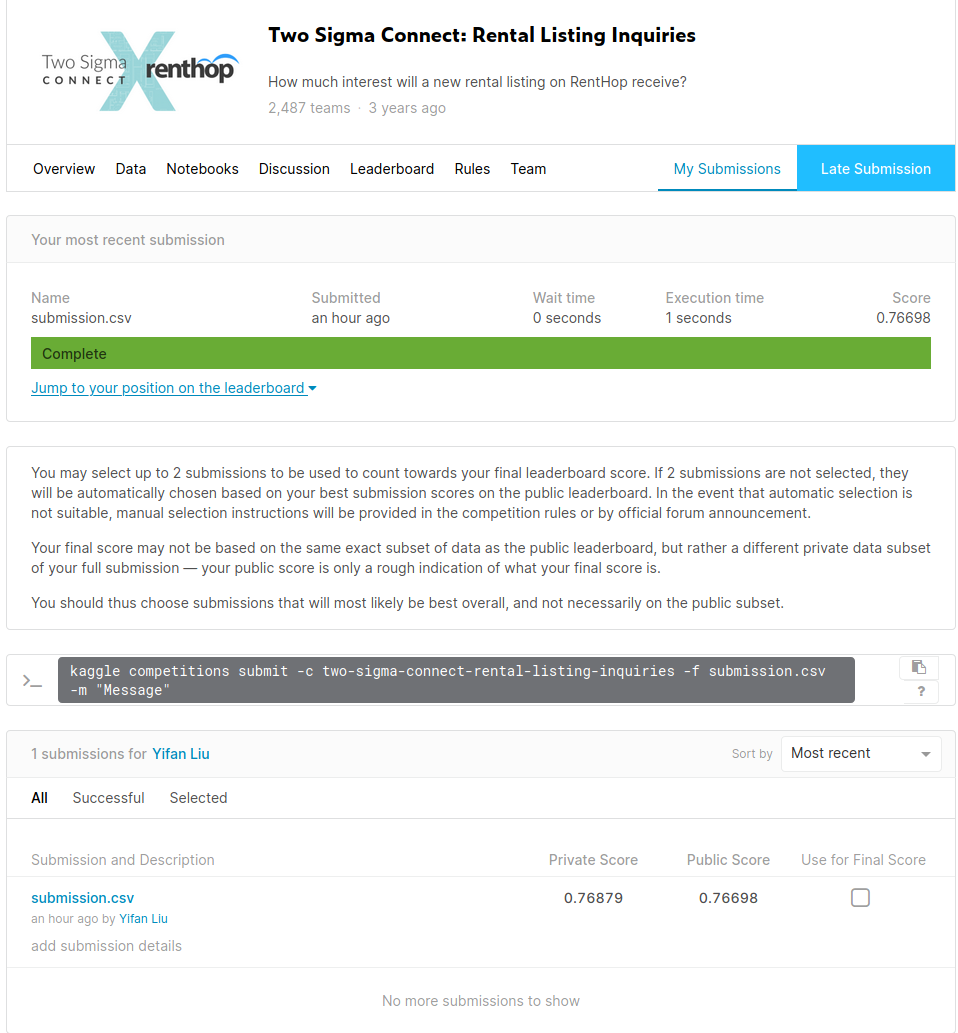 Two Sigma
CONNECT
renthop
Two Sigma Connect: Rental Listing Inquiries
How much interest will a new rental listing on RentHop receive?
2,487 teams · 3 years ago
Overview Data Notebooks Discussion Leaderboard Rules Team My Submissions Late Submission
Your most recent submission
Name Submitted Wait time Execution time Score
submission.csv an hour ago 0 seconds 1 seconds 0.76698
Complete
Jump to your position on the leaderboard
You may select up to 2 submissions to be used to count towards your final leaderboard score. If 2 submissions are not selected, they
will be automatically chosen based on your best submission scores on the public leaderboard. In the event that automatic selection is
not suitable, manual selection instructions will be provided in the competition rules or by official forum announcement.
Your final score may not be based on the same exact subset of data as the public leaderboard, but rather a different private data subset
of your full submission — your public score is only a rough indication of what your final score is.
You should thus choose submissions that will most likely be best overall, and not necessarily on the public subset.
>_ kaggle competitions submit -c two-sigma-connect-rental-listing-inquiries -f submission.csv
-m "Message"
?
1 submissions for Yifan Liu Sort by Most recent
All Successful Selected
Submission and Description Private Score Public Score Use for Final Score
submission.csv 0.76879 0.76698
an hour ago by Yifan Liu
add submission details
No more submissions to show